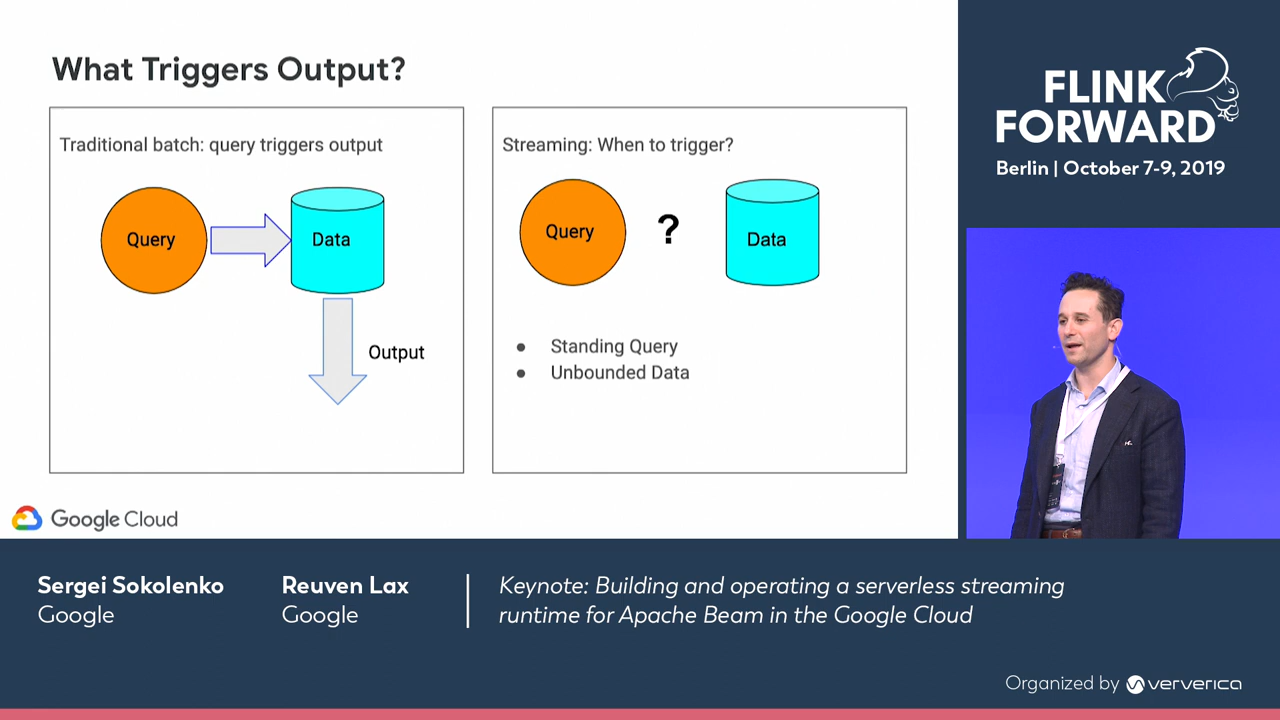 What Triggers Output?
Traditional batch: query triggers output
Query
Data
Output
Streaming: When to trigger?
Query
?
Data
● Standing Query
● Unbounded Data
Google Cloud
FLINK
FORWARD
Berlin | October 7-9, 2019
Sergei Sokolenko
Google
Reuven Lax
Google
Keynote: Building and operating a serverless streaming
runtime for Apache Beam in the Google Cloud
Organized by ververica